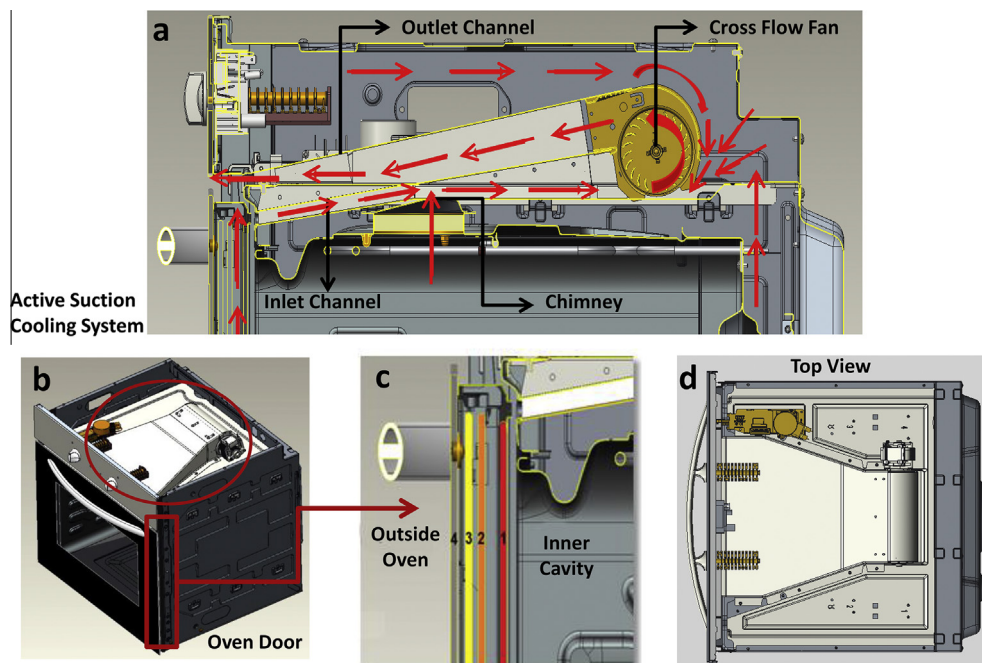 a
Outlet Channel
Cross Flow Fan
Inlet Channel
Chimney
Active Suction
Cooling System
b
Oven Door
c
Outside
Oven
4
3
2
1
Inner
Cavity
d
Top View